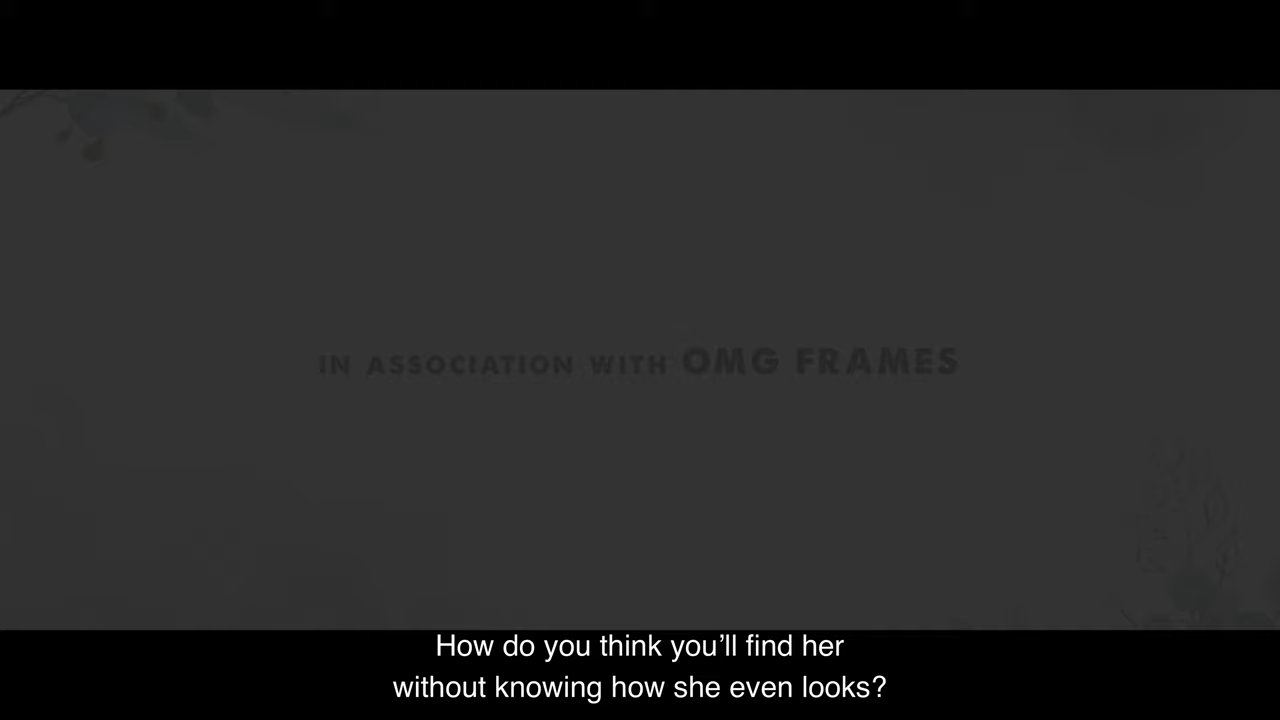 IN ASSOCIATION WITH OMG FRAMES
How do you think you’ll find her
without knowing how she even looks?